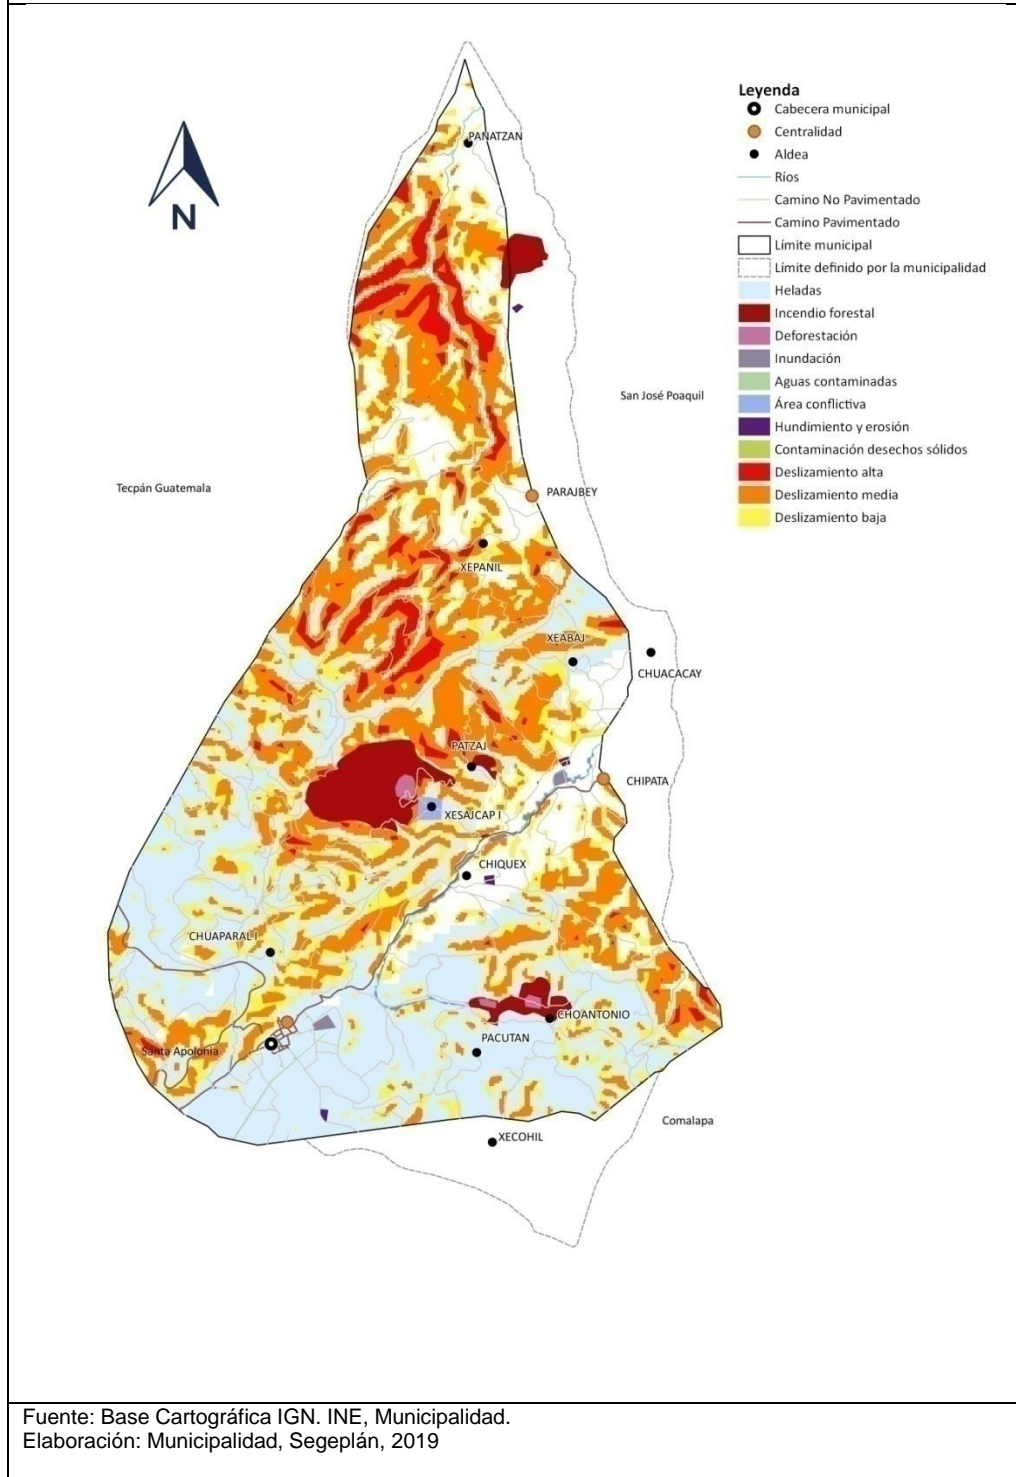 PANATZAN
Leyenda
Cabecera municipal
Centralidad
Aldea
Ríos
Camino No Pavimentado
Camino Pavimentado
Límite municipal
Límite definido por la municipalidad
Heladas
Incendio forestal
Deforestación
Inundación
Aguas contaminadas
Área conflictiva
Hundimiento y erosión
Contaminación desechos sólidos
Deslizamiento alta
Deslizamiento media
Deslizamiento baja
N
San José Poaquil
Tecpán Guatemala
PARAJBEY
XEPANIL
XEABAJ
CHUACACAY
PATZAJ
CHIPATA
XESAJCAP I
CHIQUEX
CHUAPARAL I
CHOANTONIO
PACUTAN
Santa Apolonia
Comalapa
XECOHIL
Fuente: Base Cartográfica IGN. INE, Municipalidad.
Elaboración: Municipalidad, Segeplán, 2019